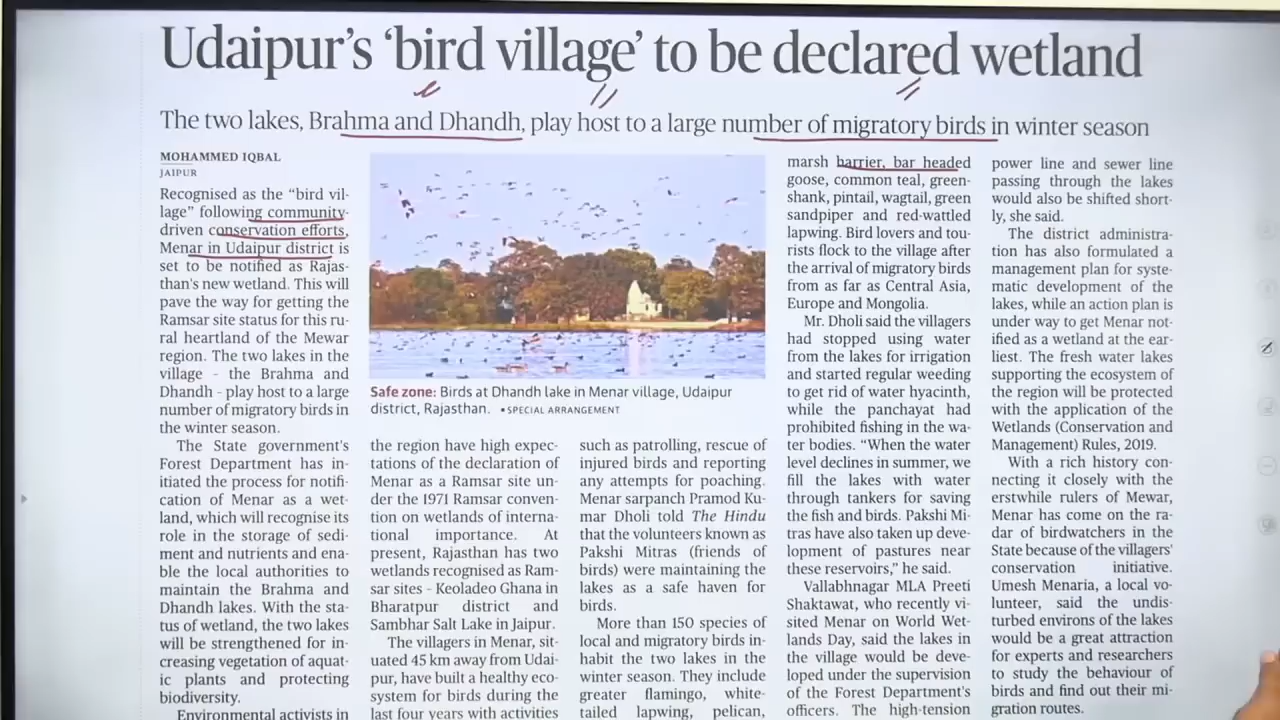 Udaipur's 'bird village' to be declared wetland
The two lakes, Brahma and Dhandh, play host to a large number of migratory birds in winter season
MOHAMMED IQBAL
JAIPUR
Recognised as the "bird vil-
lage" following community-
driven conservation efforts,
Menar in Udaipur district is
set to be notified as Rajas-
than's new wetland. This will
pave the way for getting the
Ramsar site status for this ru-
ral heartland of the Mewar
region. The two lakes in the
village - the Brahma and
Dhandh - play host to a large
number of migratory birds in
the winter season.
The State government's
Forest Department has in-
itiated the process for notifi-
cation of Menar as a wet-
land, which will recognise its
role in the storage of sedi-
ment and nutrients and ena-
ble the local authorities to
maintain the Brahma and
Dhandh lakes. With the sta-
tus of wetland, the two lakes
will be strengthened for in-
creasing vegetation of aquat-
ic plants and protecting
biodiversity.
Environmental activists in
Safe zone: Birds at Dhandh lake in Menar village, Udaipur
district, Rajasthan. •SPECIAL ARRANGEMENT
the region have high expec-
tations of the declaration of
Menar as a Ramsar site un-
der the 1971 Ramsar conven-
tion on wetlands of interna-
tional importance. At
present, Rajasthan has two
wetlands recognised as Ram-
sar sites - Keoladeo Ghana in
Bharatpur district and
Sambhar Salt Lake in Jaipur.
The villagers in Menar, sit-
uated 45 km away from Udai-
pur, have built a healthy eco-
system for birds during the
last four years with activities
such as patrolling, rescue of
injured birds and reporting
any attempts for poaching.
Menar sarpanch Pramod Ku-
mar Dholi told The Hindu
that the volunteers known as
Pakshi Mitras (friends of
birds) were maintaining the
lakes as a safe haven for
birds.
More than 150 species of
local and migratory birds in-
habit the two lakes in the
winter season. They include
greater flamingo, white-
tailed lapwing, pelican,
marsh barrier, bar headed
goose, common teal, green-
shank, pintail, wagtail, green
sandpiper and red-wattled
lapwing. Bird lovers and tou-
rists flock to the village after
the arrival of migratory birds
from as far as Central Asia,
Europe and Mongolia.
Mr. Dholi said the villagers
had stopped using water
from the lakes for irrigation
and started regular weeding
to get rid of water hyacinth,
while the panchayat had
prohibited fishing in the wa-
ter bodies. "When the water
level declines in summer, we
fill the lakes with water
through tankers for saving
the fish and birds. Pakshi Mi-
tras have also taken up deve-
lopment of pastures near
these reservoirs," he said.
Vallabhnagar MLA Preeti
Shaktawat, who recently vi-
sited Menar on World Wet-
lands Day, said the lakes in
the village would be deve-
loped under the supervision
of the Forest Department's
officers. The high-tension
power line and sewer line
passing through the lakes
would also be shifted short-
ly, she said.
The district administra-
tion has also formulated a
management plan for syste-
matic development of the
lakes, while an action plan is
under way to get Menar not-
ified as a wetland at the ear-
liest. The fresh water lakes
supporting the ecosystem of
the region will be protected
with the application of the
Wetlands (Conservation and
Management) Rules, 2019.
With a rich history con-
necting it closely with the
erstwhile rulers of Mewar,
Menar has come on the ra-
dar of birdwatchers in the
State because of the villagers'
conservation initiative.
Umesh Menaria, a local vo-
lunteer, said the undis-
turbed environs of the lakes
would be a great attraction
for experts and researchers
to study the behaviour of
birds and find out their mi-
gration routes.